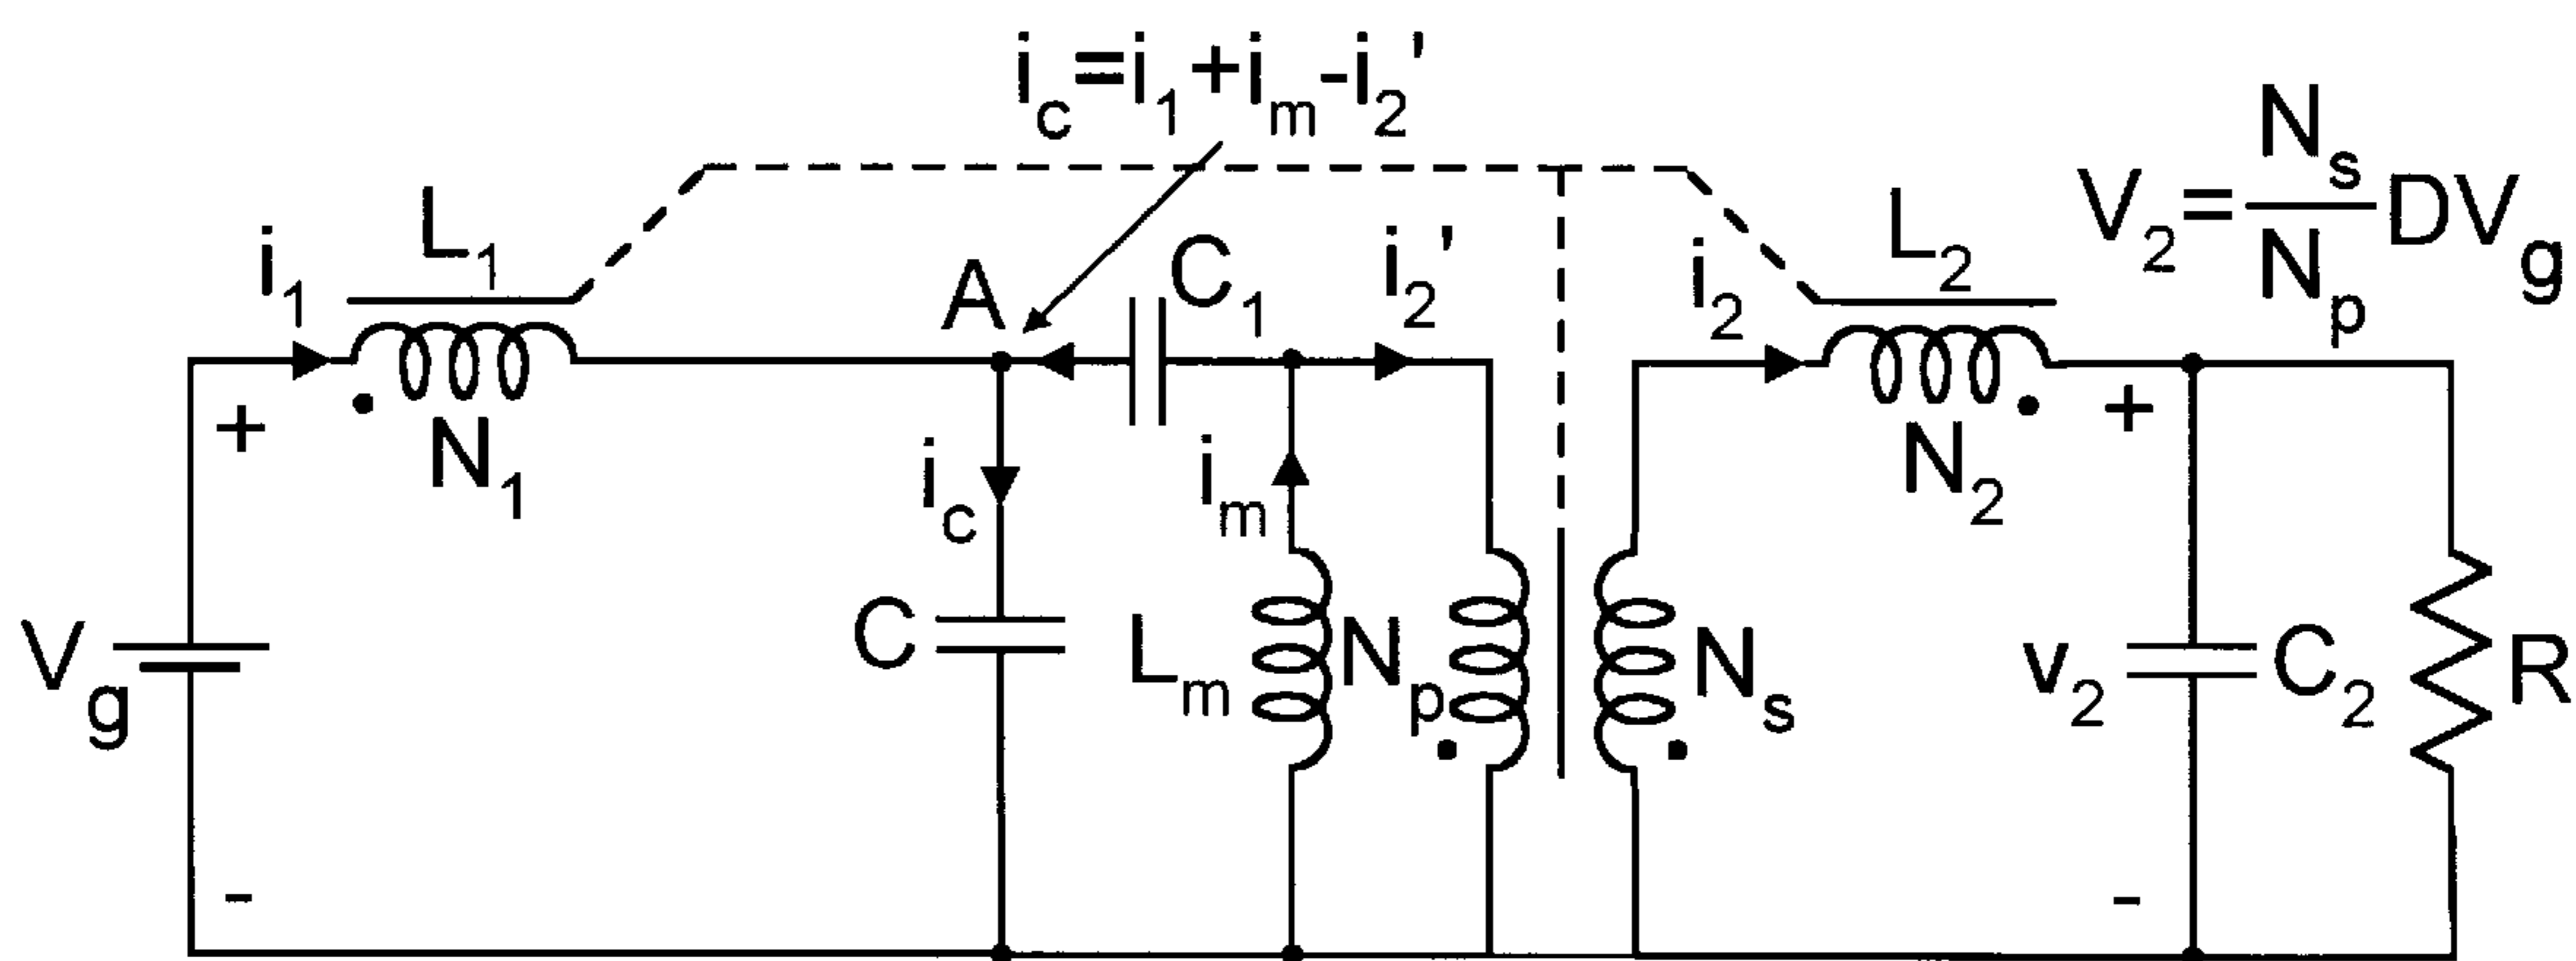 i_c=i_1+i_m-i_2'
V_2=N_s/N_p DV_g
i_1
L_1
A
C_1
i_2'
i_2
L_2
+
N_1
i_c
i_m
N_2
+
V_g
C
L_m
N_p
N_s
v_2
C_2
R
-
-